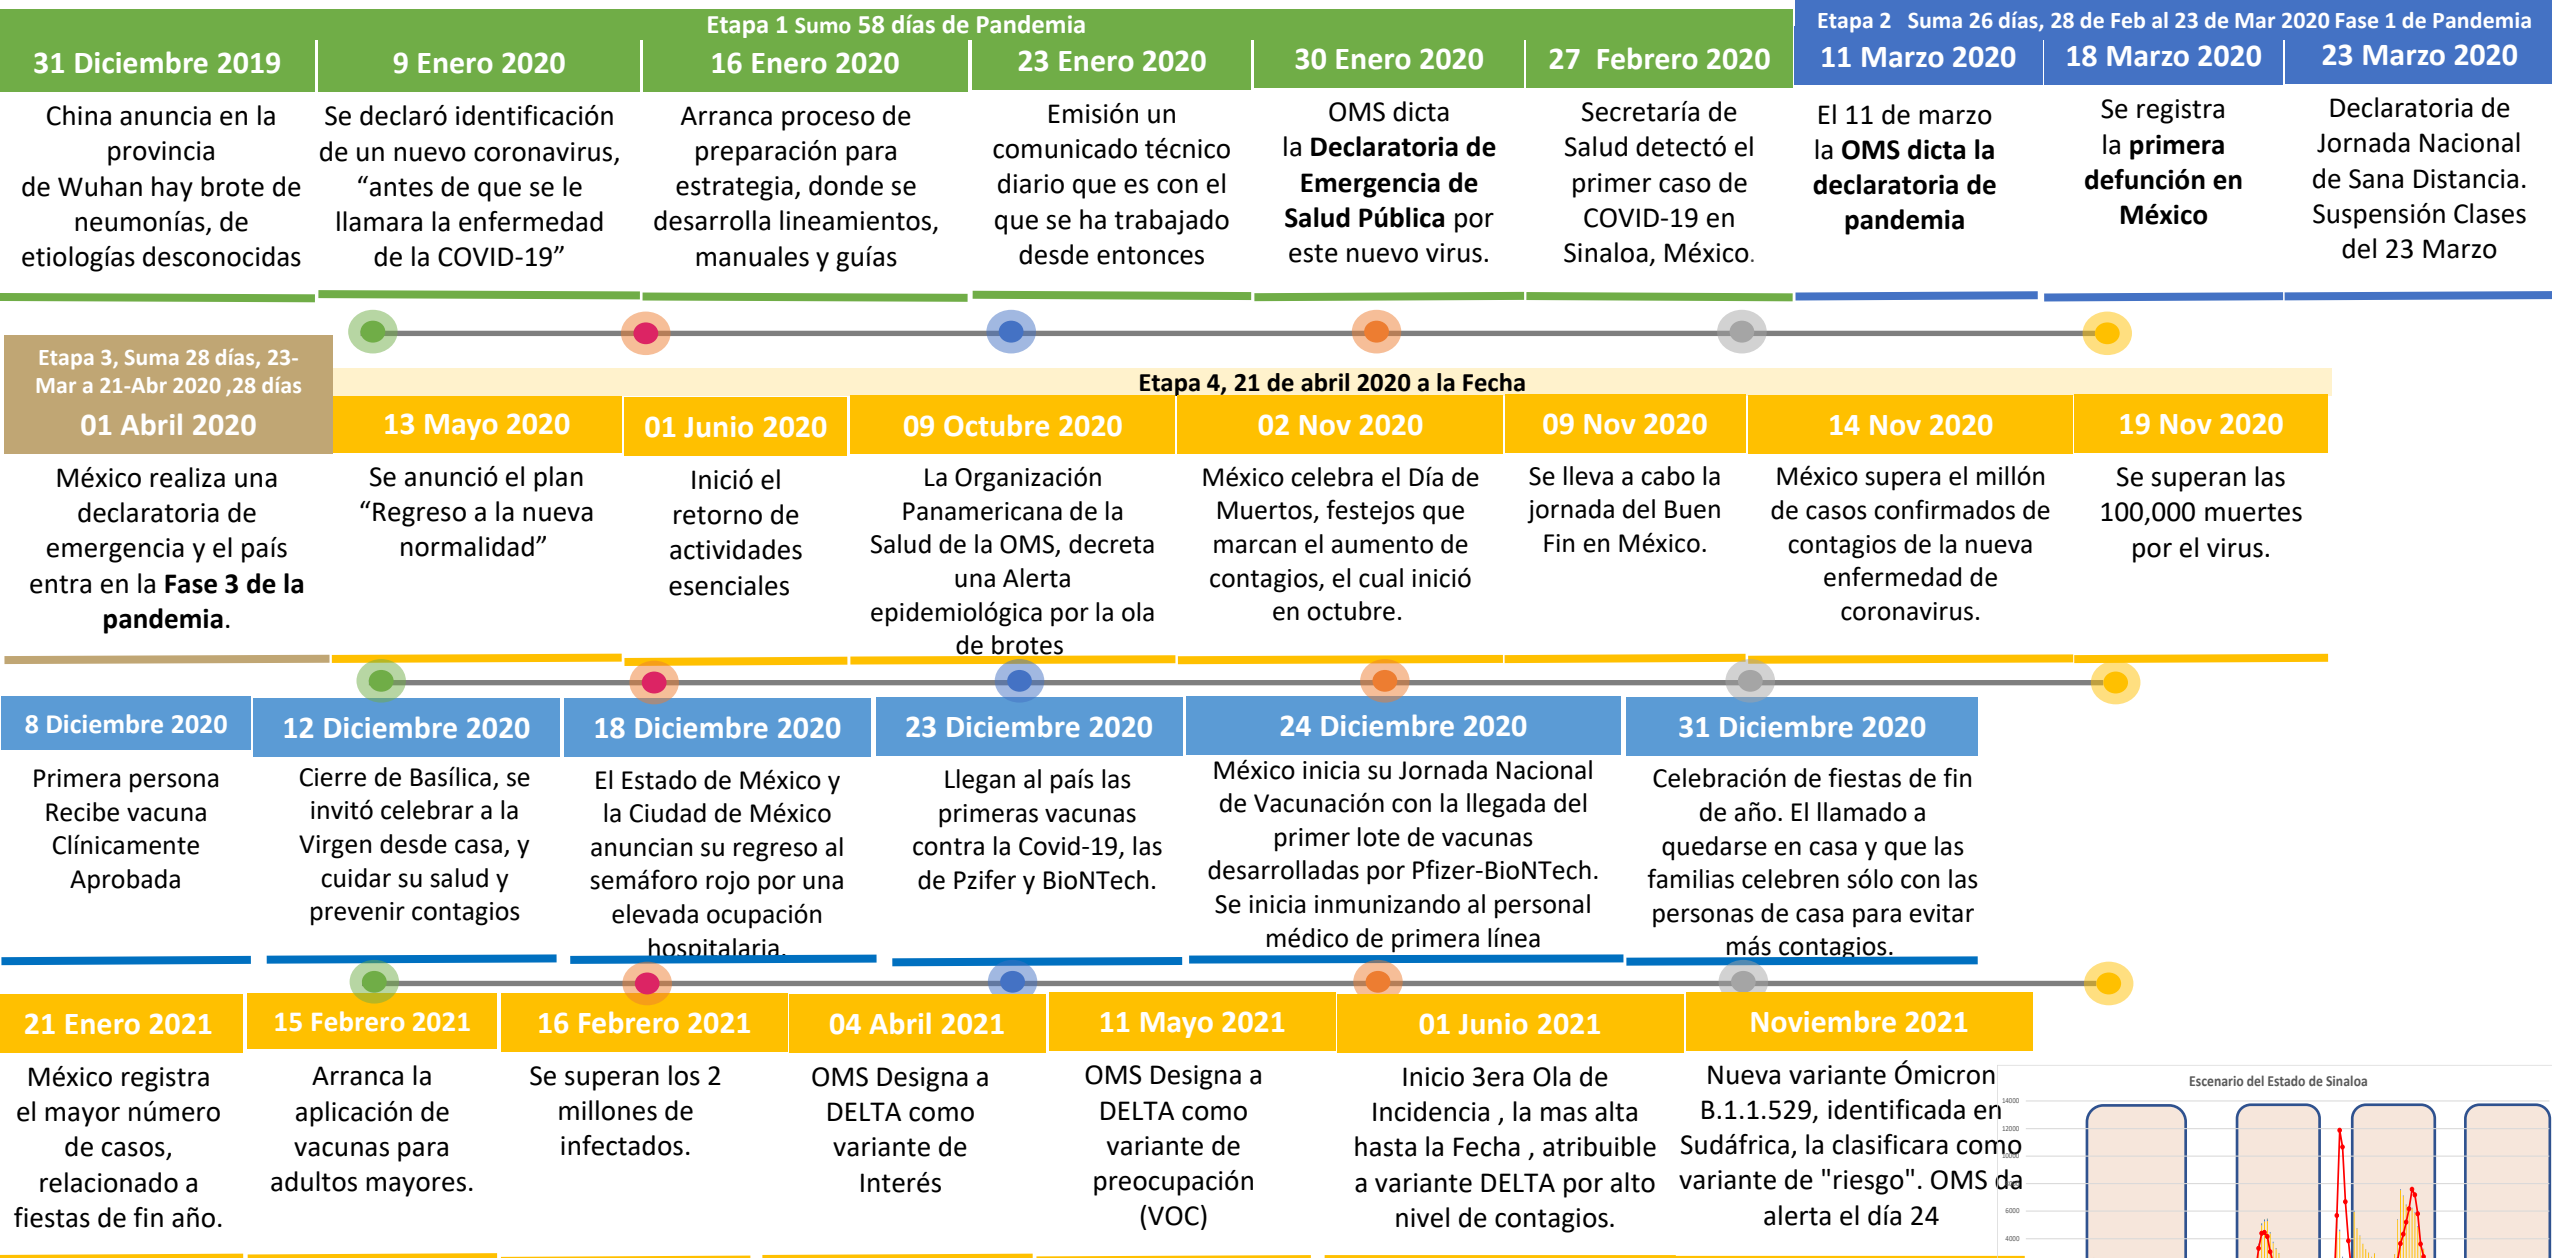 Etapa 1 Sumo 58 días de Pandemia
Etapa 2 Suma 26 días, 28 de Feb al 23 de Mar 2020 Fase 1 de Pandemia
31 Diciembre 2019
China anuncia en la
provincia
de Wuhan hay brote de
neumonías, de
etiologías desconocidas
9 Enero 2020
Se declaró identificación
de un nuevo coronavirus,
“antes de que se le
llamara la enfermedad
de la COVID-19”
16 Enero 2020
Arranca proceso de
preparación para
estrategia, donde se
desarrolla lineamientos,
manuales y guías
23 Enero 2020
Emisión un
comunicado técnico
diario que es con el
que se ha trabajado
desde entonces
30 Enero 2020
OMS dicta
la Declaratoria de
Emergencia de
Salud Pública por
este nuevo virus.
27 Febrero 2020
Secretaría de
Salud detectó el
primer caso de
COVID-19 en
Sinaloa, México.
11 Marzo 2020
El 11 de marzo
la OMS dicta la
declaratoria de
pandemia
18 Marzo 2020
Se registra
la primera
defunción en
México
23 Marzo 2020
Declaratoria de
Jornada Nacional
de Sana Distancia.
Suspensión Clases
del 23 Marzo
Etapa 3, Suma 28 días, 23-
Mar a 21-Abr 2020 ,28 días
01 Abril 2020
México realiza una
declaratoria de
emergencia y el país
entra en la Fase 3 de la
pandemia.
Etapa 4, 21 de abril 2020 a la Fecha
13 Mayo 2020
Se anunció el plan
“Regreso a la nueva
normalidad”
01 Junio 2020
Inició el
retorno de
actividades
esenciales
09 Octubre 2020
La Organización
Panamericana de la
Salud de la OMS, decreta
una Alerta
epidemiológica por la ola
de brotes
02 Nov 2020
México celebra el Día de
Muertos, festejos que
marcan el aumento de
contagios, el cual inició
en octubre.
09 Nov 2020
Se lleva a cabo la
jornada del Buen
Fin en México.
14 Nov 2020
México supera el millón
de casos confirmados de
contagios de la nueva
enfermedad de
coronavirus.
19 Nov 2020
Se superan las
100,000 muertes
por el virus.
8 Diciembre 2020
Primera persona
Recibe vacuna
Clínicamente
Aprobada
12 Diciembre 2020
Cierre de Basílica, se
invitó celebrar a la
Virgen desde casa, y
cuidar su salud y
prevenir contagios
18 Diciembre 2020
El Estado de México y
la Ciudad de México
anuncian su regreso al
semáforo rojo por una
elevada ocupación
hospitalaria.
23 Diciembre 2020
Llegan al país las
primeras vacunas
contra la Covid-19, las
de Pzifer y BioNTech.
24 Diciembre 2020
México inicia su Jornada Nacional
de Vacunación con la llegada del
primer lote de vacunas
desarrolladas por Pfizer-BioNTech.
Se inicia inmunizando al personal
médico de primera línea
31 Diciembre 2020
Celebración de fiestas de fin
de año. El llamado a
quedarse en casa y que las
familias celebren sólo con las
personas de casa para evitar
más contagios.
21 Enero 2021
México registra
el mayor número
de casos,
relacionado a
fiestas de fin año.
15 Febrero 2021
Arranca la
aplicación de
vacunas para
adultos mayores.
16 Febrero 2021
Se superan los 2
millones de
infectados.
04 Abril 2021
OMS Designa a
DELTA como
variante de
Interés
11 Mayo 2021
OMS Designa a
DELTA como
variante de
preocupación
(VOC)
01 Junio 2021
Inicio 3era Ola de
Incidencia , la mas alta
hasta la Fecha , atribuible
a variante DELTA por alto
nivel de contagios.
Noviembre 2021
Nueva variante Ómicron
B.1.1.529, identificada en
Sudáfrica, la clasificara como
variante de "riesgo". OMS da
alerta el día 24
Escenario del Estado de Sinaloa
14000
12000
10000
6000
4000